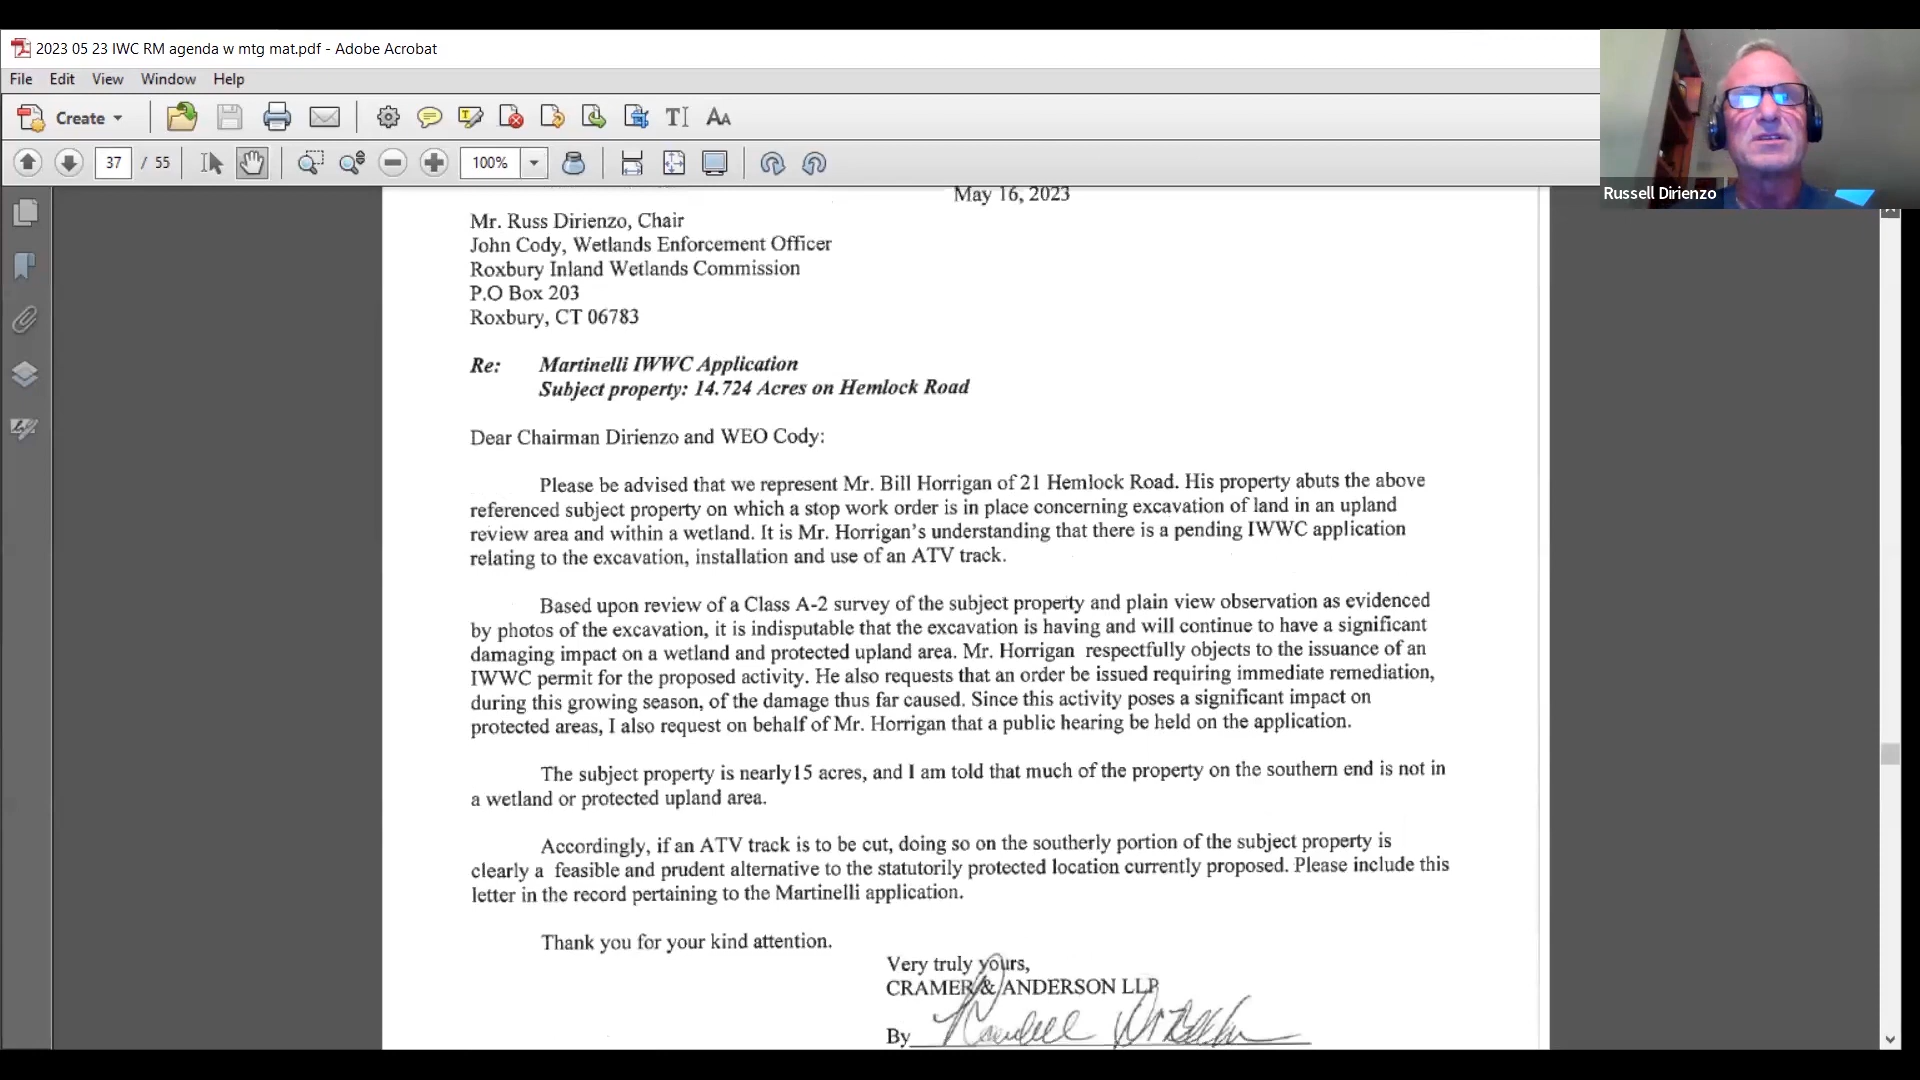 2023 05 23 IWC RM agenda w mtg mat.pdf - Adobe Acrobat
File Edit View Window Help
Create
37 / 55 100%
Russell Dirienzo
May 16, 2023
Mr. Russ Dirienzo, Chair
John Cody, Wetlands Enforcement Officer
Roxbury Inland Wetlands Commission
P.O Box 203
Roxbury, CT 06783
Re: Martinelli IWWC Application
Subject property: 14.724 Acres on Hemlock Road
Dear Chairman Dirienzo and WEO Cody:
Please be advised that we represent Mr. Bill Horrigan of 21 Hemlock Road. His property abuts the above
referenced subject property on which a stop work order is in place concerning excavation of land in an upland
review area and within a wetland. It is Mr. Horrigan's understanding that there is a pending IWWC application
relating to the excavation, installation and use of an ATV track.
Based upon review of a Class A-2 survey of the subject property and plain view observation as evidenced
by photos of the excavation, it is indisputable that the excavation is having and will continue to have a significant
damaging impact on a wetland and protected upland area. Mr. Horrigan respectfully objects to the issuance of an
IWWC permit for the proposed activity. He also requests that an order be issued requiring immediate remediation,
during this growing season, of the damage thus far caused. Since this activity poses a significant impact on
protected areas, I also request on behalf of Mr. Horrigan that a public hearing be held on the application.
The subject property is nearly15 acres, and I am told that much of the property on the southern end is not in
a wetland or protected upland area.
Accordingly, if an ATV track is to be cut, doing so on the southerly portion of the subject property is
clearly a feasible and prudent alternative to the statutorily protected location currently proposed. Please include this
letter in the record pertaining to the Martinelli application.
Thank you for your kind attention.
Very truly yours,
CRAMER & ANDERSON LLP
By